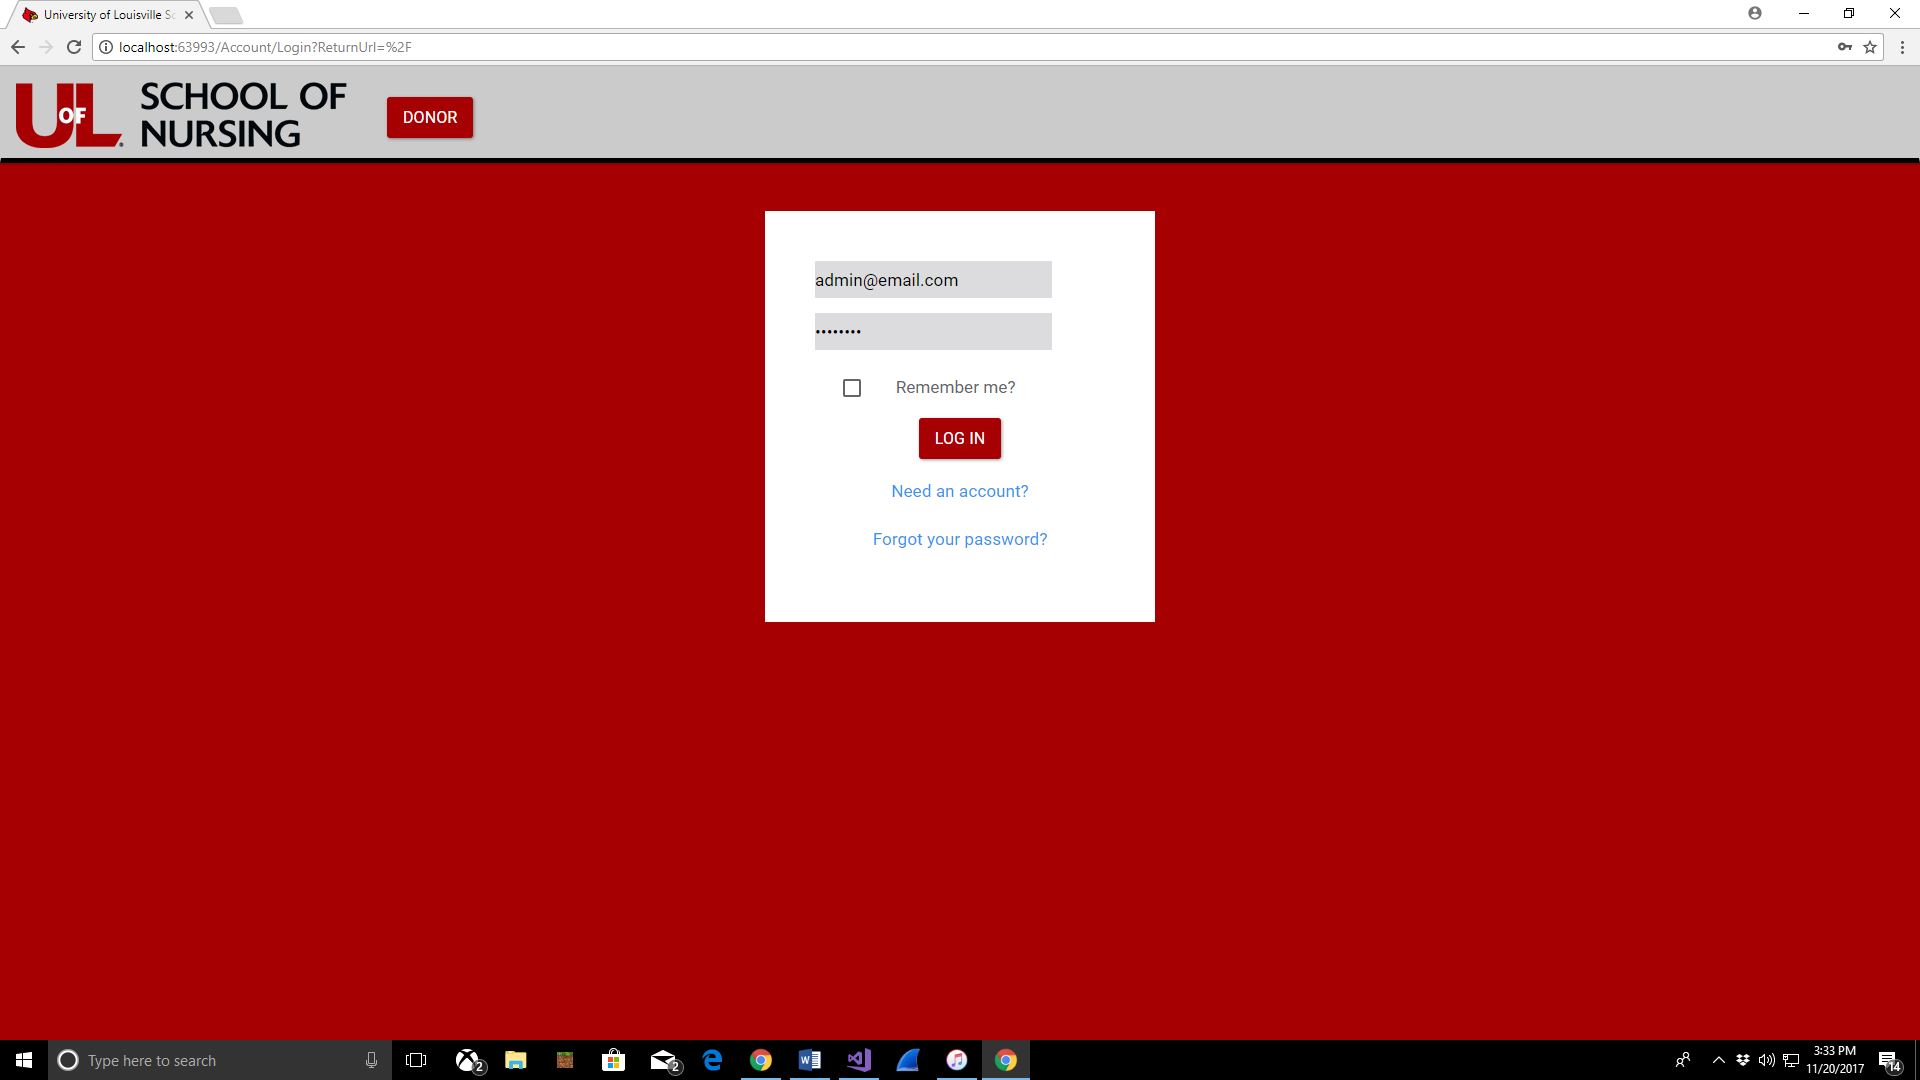 University of Louisville Sc
localhost:63993/Account/Login?ReturnUrl=%2F
UofL
SCHOOL OF
NURSING
DONOR
admin@email.com
••••••••
Remember me?
LOG IN
Need an account?
Forgot your password?
Type here to search
2
2
3:33 PM
11/20/2017
14